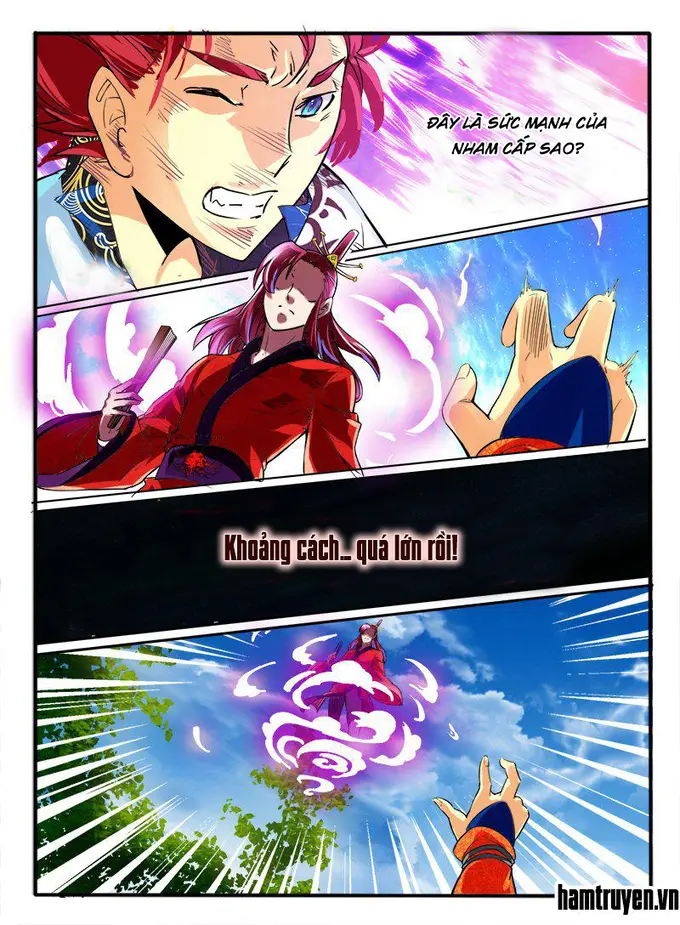 ĐÂY LÀ SỨC MẠNH CỦA
NHAM CẤP SAO?
Khoảng cách... quá lớn rồi!
hamtruyen.vn